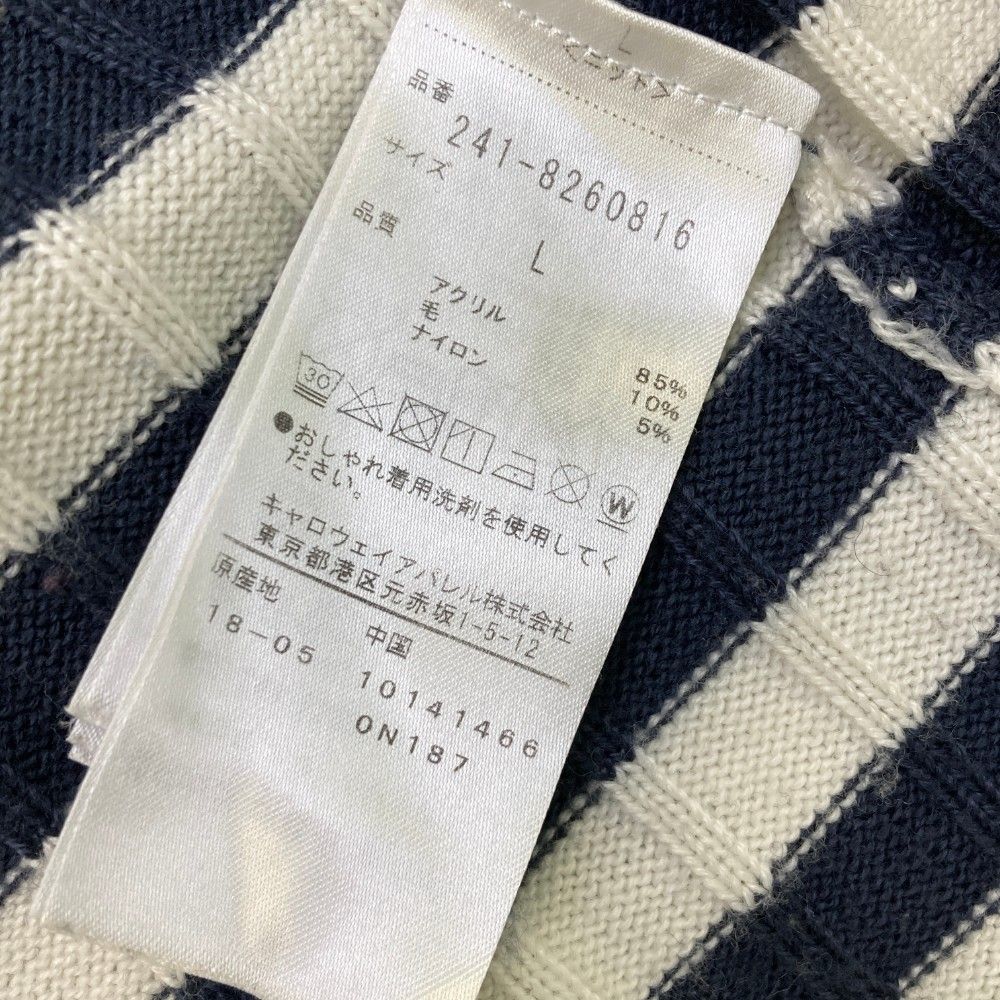 L
<ニット>
品番
241-8260816
サイズ
L
品質
アクリル 85%
毛 10%
ナイロン 5%
30
W
●おしゃれ着用洗剤を使用してく
ださい。
キャロウェイアパレル株式会社
東京都港区元赤坂1-5-12
原産地 中国
18-05 10141466
0N187